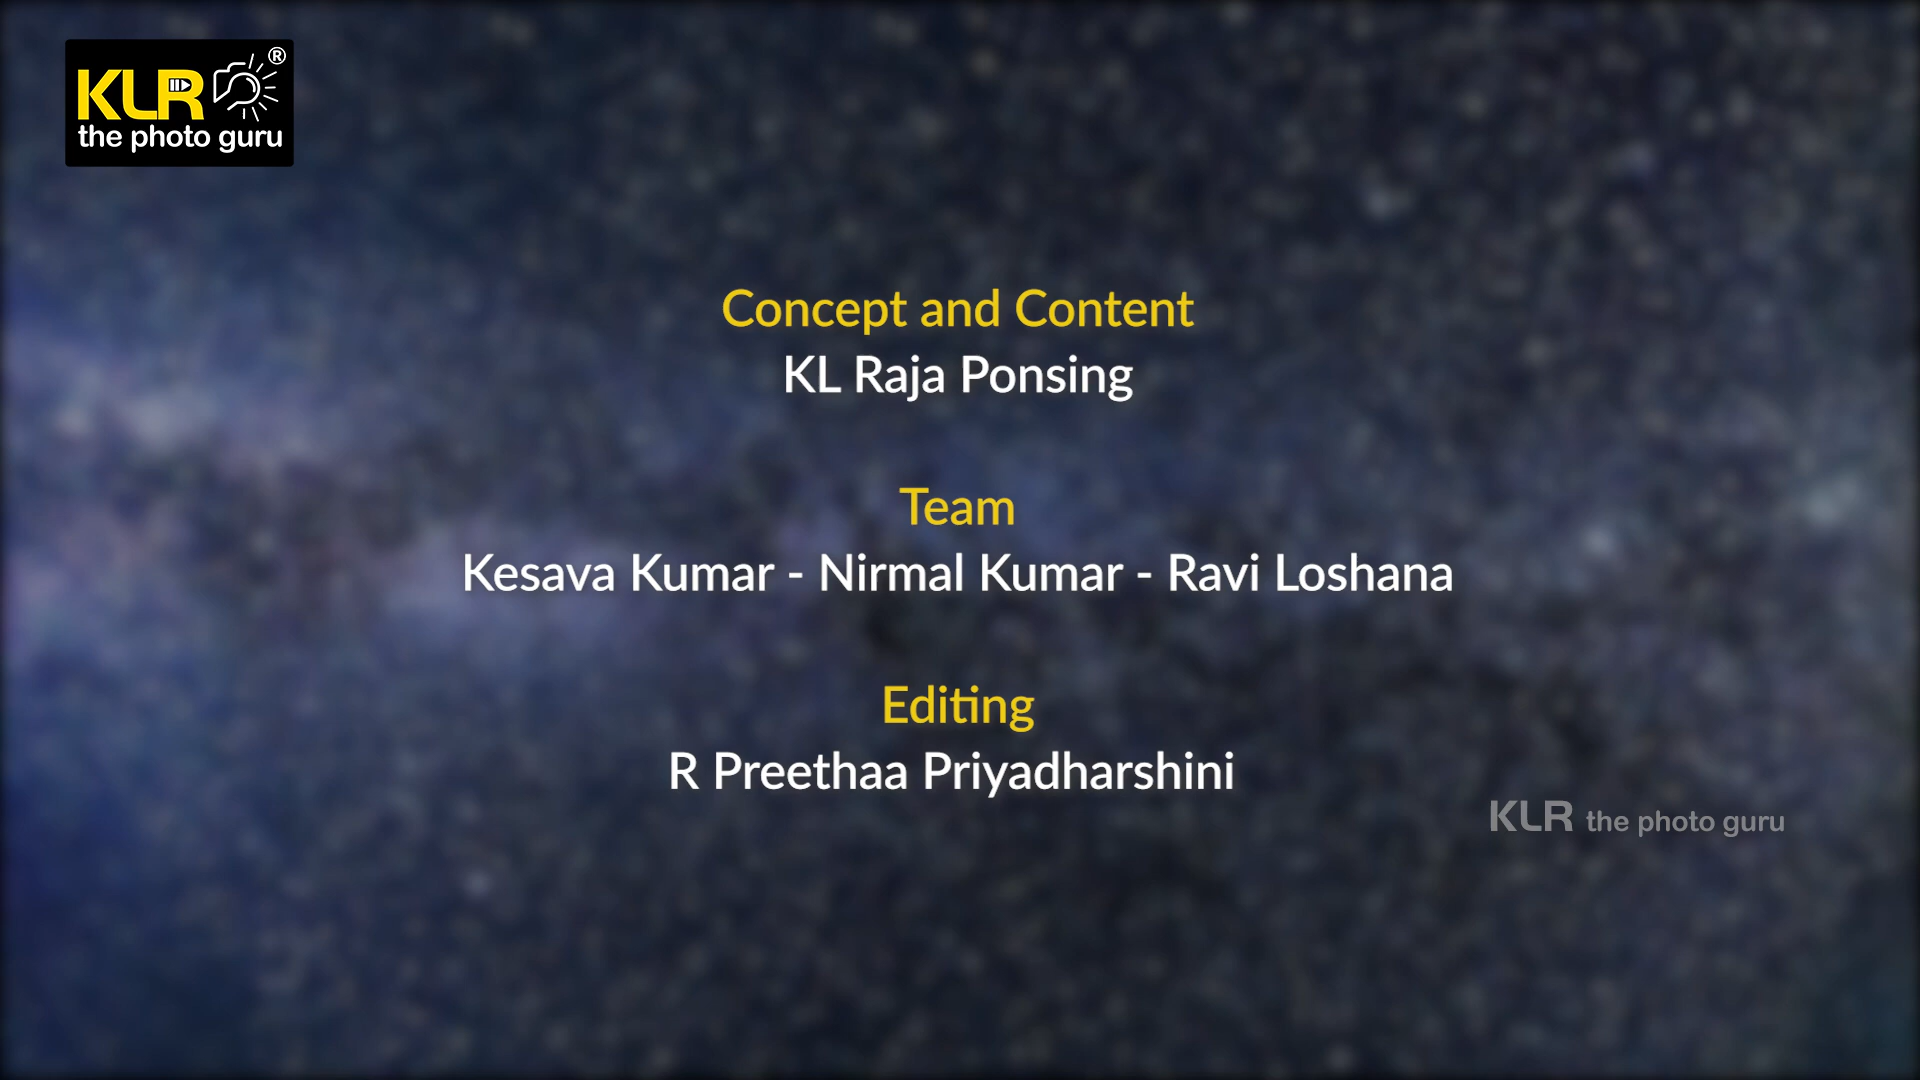 KLR ®
the photo guru
Concept and Content
KL Raja Ponsing
Team
Kesava Kumar - Nirmal Kumar - Ravi Loshana
Editing
R Preethaa Priyadharshini
KLR the photo guru